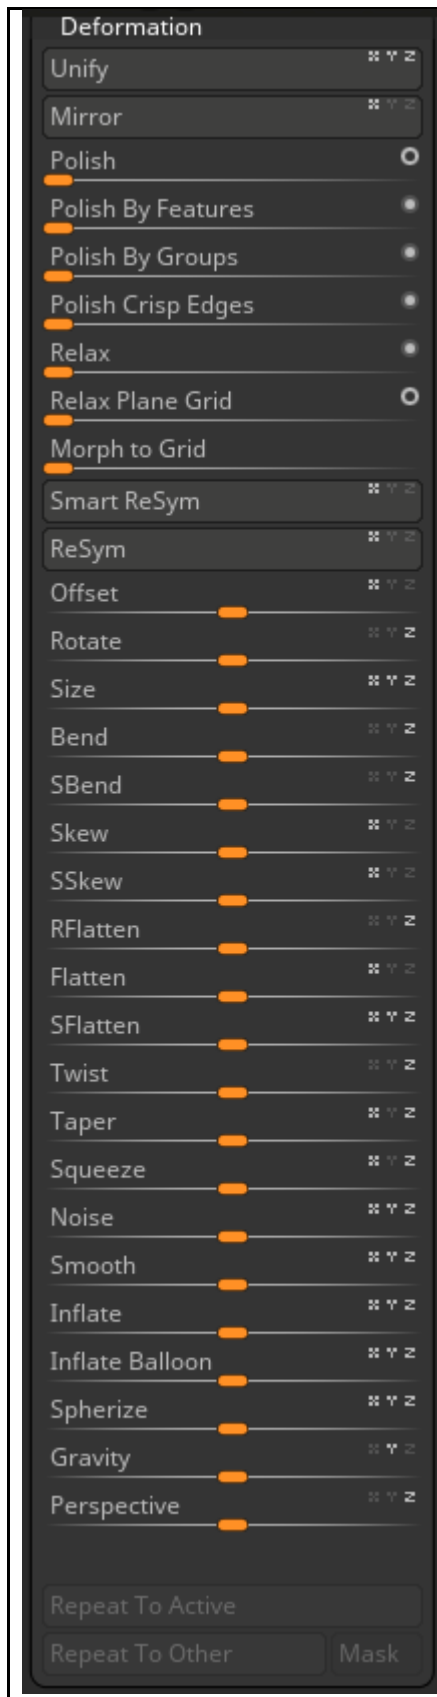 Deformation
Unify X Y Z
Mirror X Y Z
Polish
Polish By Features
Polish By Groups
Polish Crisp Edges
Relax
Relax Plane Grid
Morph to Grid
Smart ReSym X Y Z
ReSym X Y Z
Offset X Y Z
Rotate X Y Z
Size X Y Z
Bend X Y Z
SBend X Y Z
Skew X Y Z
SSkew X Y Z
RFlatten X Y Z
Flatten X Y Z
SFlatten X Y Z
Twist X Y Z
Taper X Y Z
Squeeze X Y Z
Noise X Y Z
Smooth X Y Z
Inflate X Y Z
Inflate Balloon X Y Z
Spherize X Y Z
Gravity X Y Z
Perspective X Y Z
Repeat To Active
Repeat To Other Mask